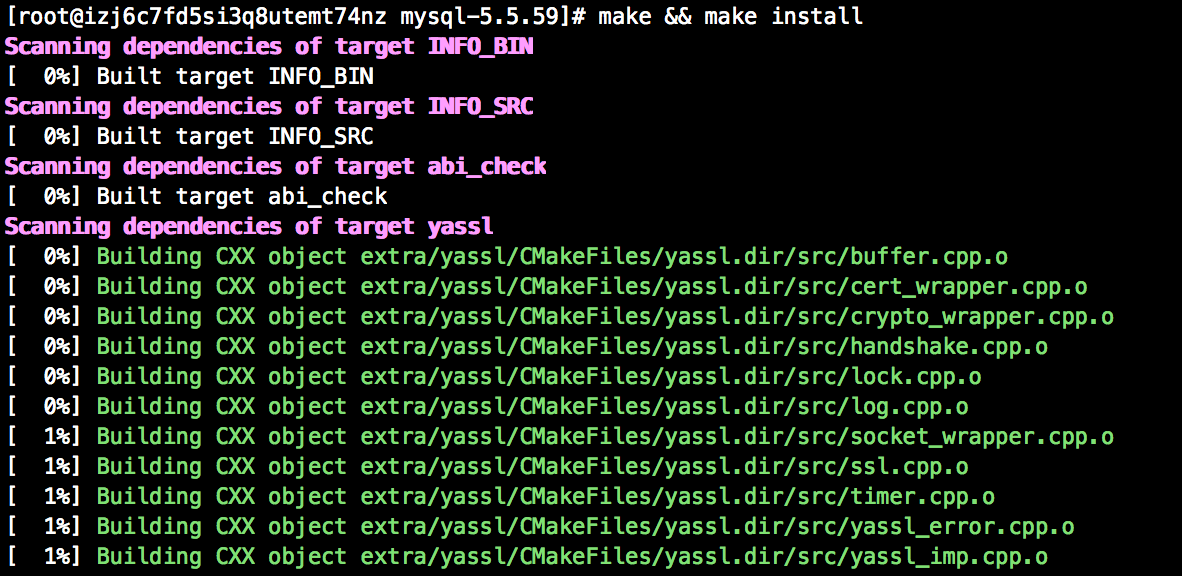 [root@izj6c7fd5si3q8utemt74nz mysql-5.5.59]# make && make install
Scanning dependencies of target INFO_BIN
[  0%] Built target INFO_BIN
Scanning dependencies of target INFO_SRC
[  0%] Built target INFO_SRC
Scanning dependencies of target abi_check
[  0%] Built target abi_check
Scanning dependencies of target yassl
[  0%] Building CXX object extra/yassl/CMakeFiles/yassl.dir/src/buffer.cpp.o
[  0%] Building CXX object extra/yassl/CMakeFiles/yassl.dir/src/cert_wrapper.cpp.o
[  0%] Building CXX object extra/yassl/CMakeFiles/yassl.dir/src/crypto_wrapper.cpp.o
[  0%] Building CXX object extra/yassl/CMakeFiles/yassl.dir/src/handshake.cpp.o
[  0%] Building CXX object extra/yassl/CMakeFiles/yassl.dir/src/lock.cpp.o
[  0%] Building CXX object extra/yassl/CMakeFiles/yassl.dir/src/log.cpp.o
[  1%] Building CXX object extra/yassl/CMakeFiles/yassl.dir/src/socket_wrapper.cpp.o
[  1%] Building CXX object extra/yassl/CMakeFiles/yassl.dir/src/ssl.cpp.o
[  1%] Building CXX object extra/yassl/CMakeFiles/yassl.dir/src/timer.cpp.o
[  1%] Building CXX object extra/yassl/CMakeFiles/yassl.dir/src/yassl_error.cpp.o
[  1%] Building CXX object extra/yassl/CMakeFiles/yassl.dir/src/yassl_imp.cpp.o